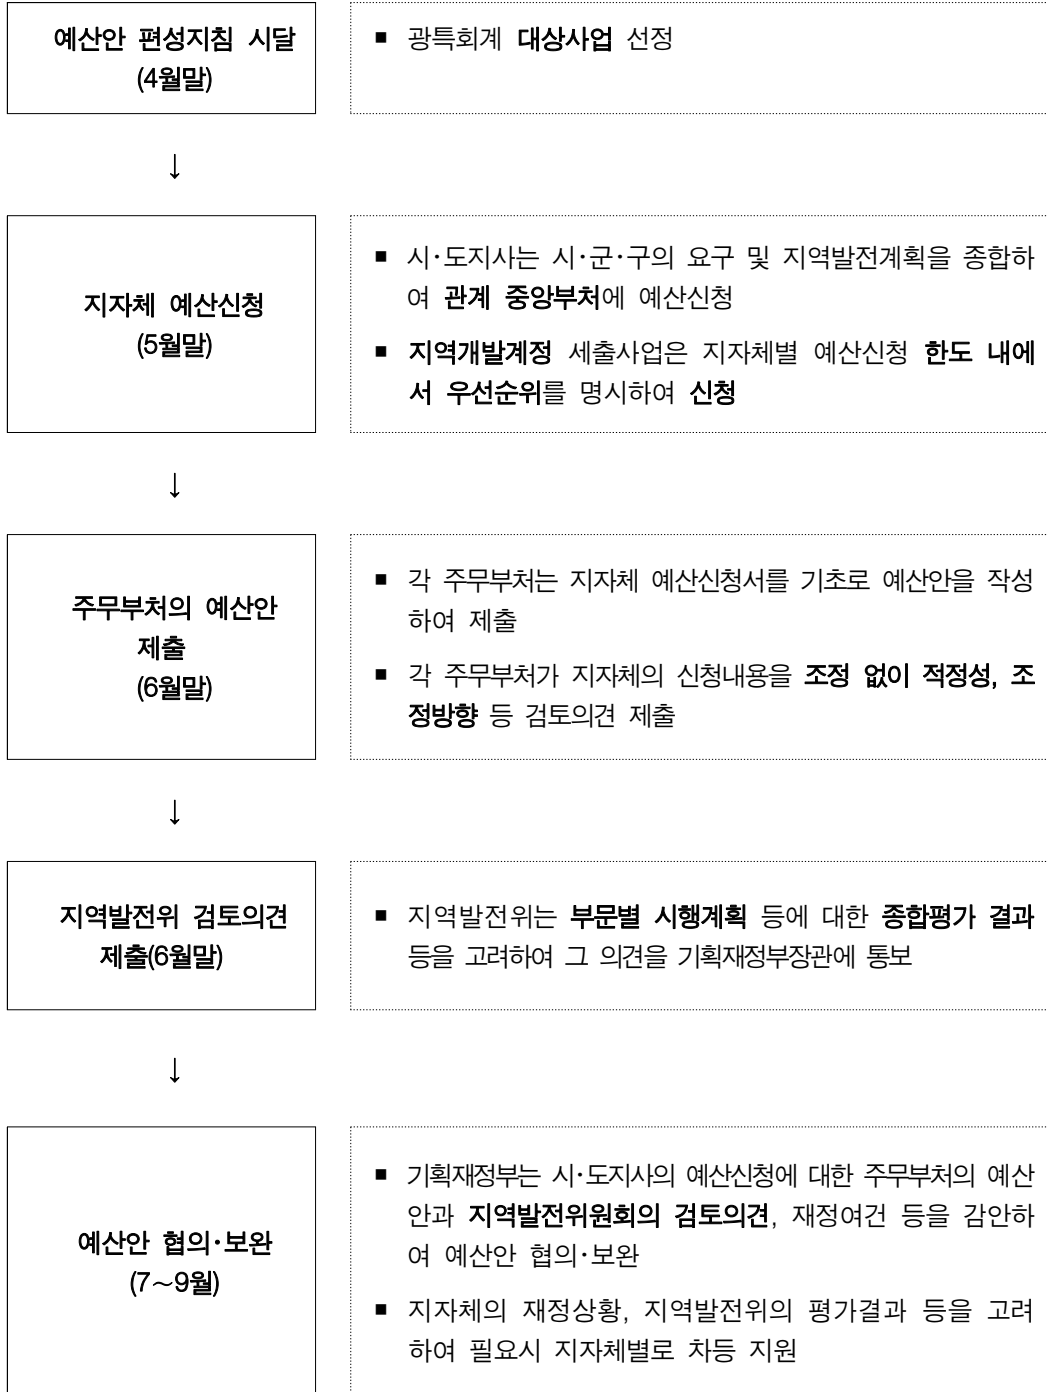 예산안 편성지침 시달
(4월말)
▪ 광특회계 대상사업 선정
↓
지자체 예산신청
(5월말)
▪ 시·도지사는 시·군·구의 요구 및 지역발전계획을 종합하
여 관계 중앙부처에 예산신청
▪ 지역개발계정 세출사업은 지자체별 예산신청 한도 내에
서 우선순위를 명시하여 신청
↓
주무부처의 예산안
제출
(6월말)
▪ 각 주무부처는 지자체 예산신청서를 기초로 예산안을 작성
하여 제출
▪ 각 주무부처가 지자체의 신청내용을 조정 없이 적정성, 조
정방향 등 검토의견 제출
↓
지역발전위 검토의견
제출(6월말)
▪ 지역발전위는 부문별 시행계획 등에 대한 종합평가 결과
등을 고려하여 그 의견을 기획재정부장관에 통보
↓
예산안 협의·보완
(7～9월)
▪ 기획재정부는 시·도지사의 예산신청에 대한 주무부처의 예산
안과 지역발전위원회의 검토의견, 재정여건 등을 감안하
여 예산안 협의·보완
▪ 지자체의 재정상황, 지역발전위의 평가결과 등을 고려
하여 필요시 지자체별로 차등 지원